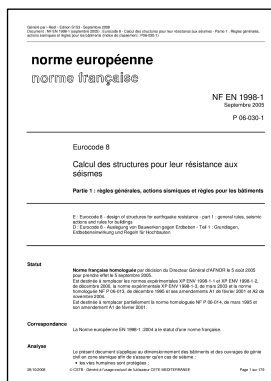 Généré par - Reef - Edition S153 - Septembre 2008
Document : NF EN 1998-1 (septembre 2005) : Eurocode 8 - Calcul des structures pour leur résistance aux séismes - Partie 1 : Règles générales,
actions sismiques et règles pour les bâtiments (Indice de classement : P06-030-1)
norme européenne
norme française
NF EN 1998-1
Septembre 2005
P 06-030-1
Eurocode 8
Calcul des structures pour leur résistance aux
séismes
Partie 1 : règles générales, actions sismiques et règles pour les bâtiments
E : Eurocode 8 - design of structures for earthquake resistance - part 1 : general rules, seismic
actions and rules for buildings
D : Eurocode 8 - Auslegung von Bauwerken gegen Erdbeben - Teil 1 : Grundlagen,
Erdbebeneinwirkung und Regeln für Hochbauten
Statut
Norme française homologuée par décision du Directeur Général d'AFNOR le 5 août 2005
pour prendre effet le 5 septembre 2005.
Est destinée à remplacer les normes expérimentales XP ENV 1998-1-1 et XP ENV 1998-1-2,
de décembre 2000, la norme expérimentale XP ENV 1998-1-3, de mars 2003 et la norme
homologuée NF P 06-013, de décembre 1995 et ses amendements A1 de février 2001 et A2 de
novembre 2004.
Est destinée à remplacer partiellement la norme homologuée NF P 06-014, de mars 1995 et
son amendement A1 de février 2001.
Correspondance
La Norme européenne EN 1998-1 :2004 a le statut d'une norme française.
Analyse
Le présent document s'applique au dimensionnement des bâtiments et des ouvrages de génie
civil en zone sismique afin de s'assurer qu'en cas de séisme :
• les vies humaines sont protégées ;
28/10/2008
© CSTB - Généré à l'usage exclusif de l'utilisateur CETE MEDITERRANEE
Page 1 sur 175